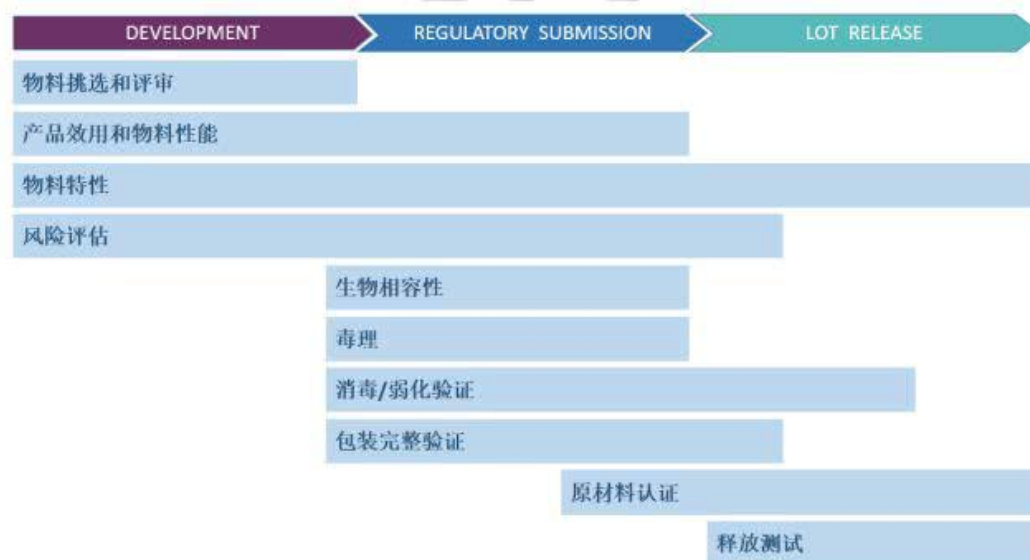 DEVELOPMENT
REGULATORY SUBMISSION
LOT RELEASE
物料挑选和评审
产品效用和物料性能
物料特性
风险评估
生物相容性
毒理
消毒/弱化验证
包装完整验证
原材料认证
释放测试